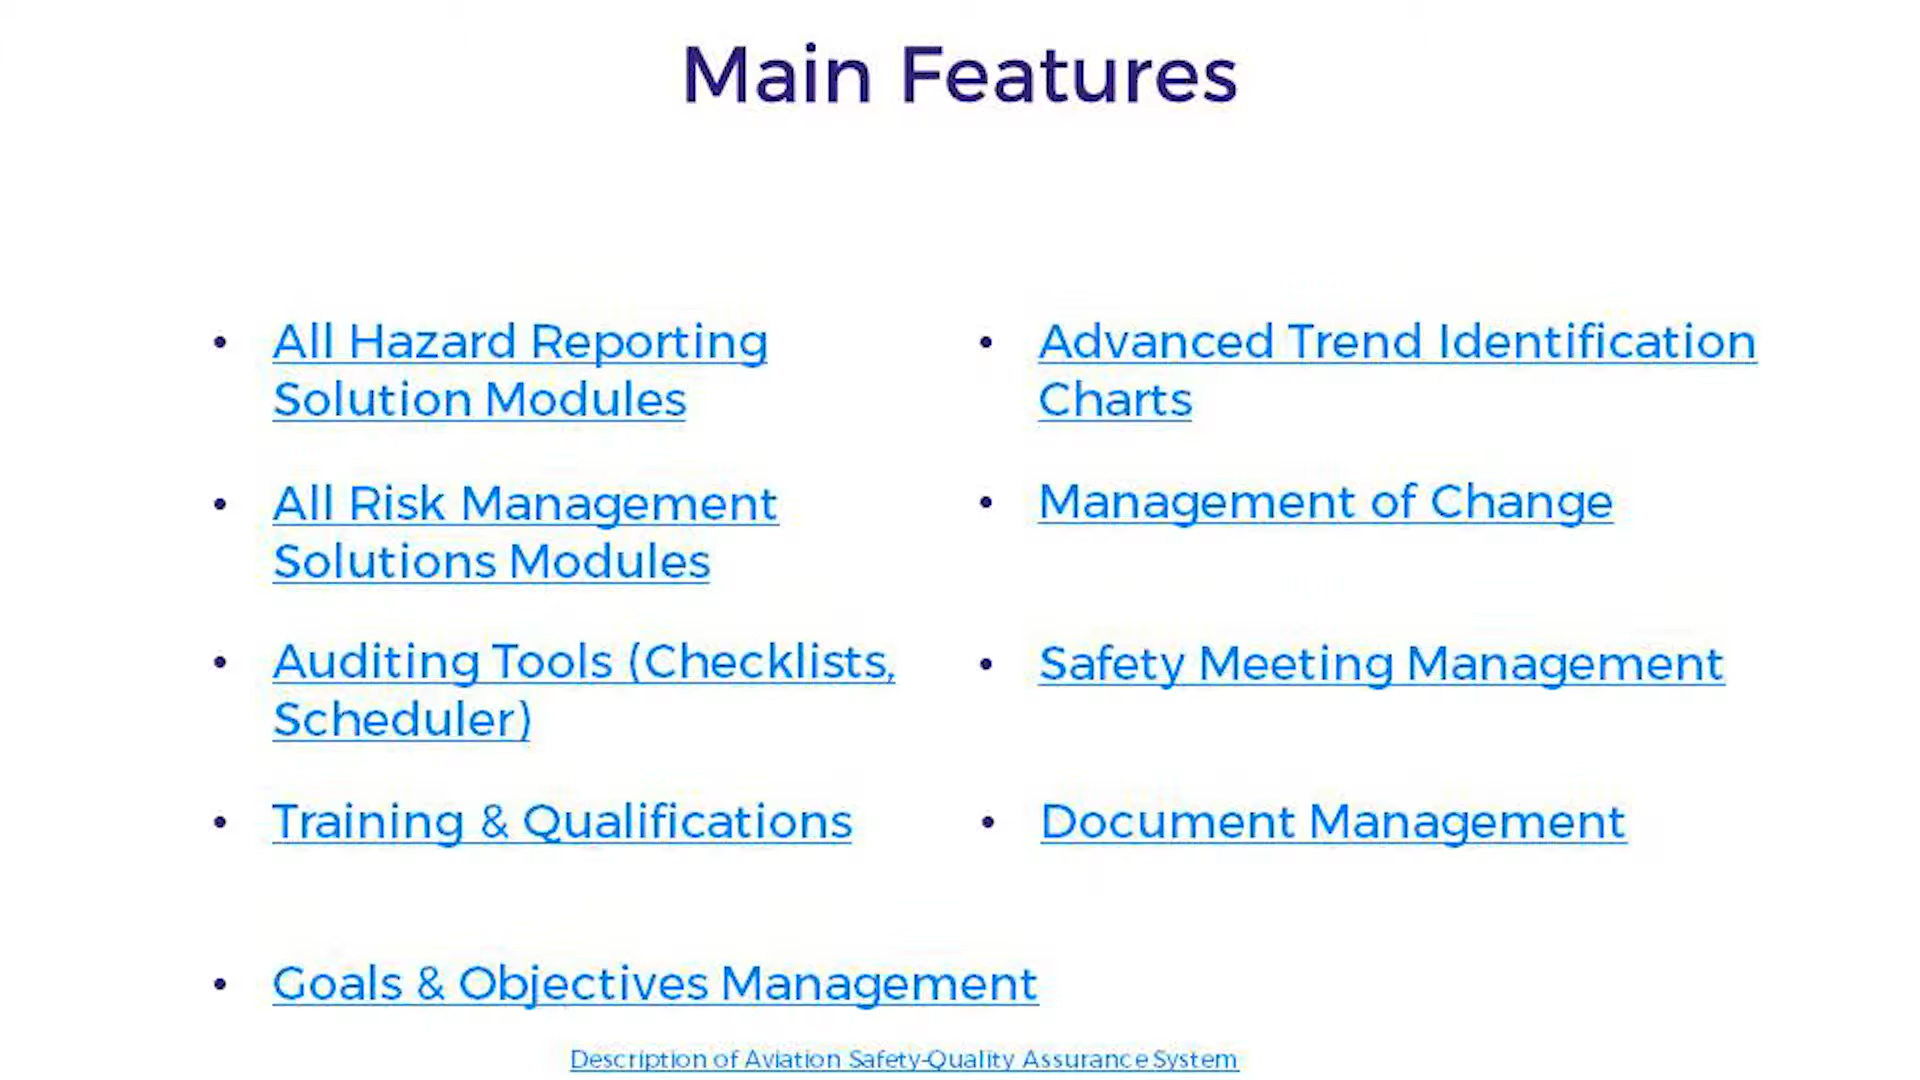 Main Features
All Hazard Reporting
Solution Modules
All Risk Management
Solutions Modules
Auditing Tools (Checklists,
Scheduler)
Training & Qualifications
Goals & Objectives Management
Advanced Trend Identification
Charts
Management of Change
Safety Meeting Management
Document Management
Description of Aviation Safety-Quality Assurance System